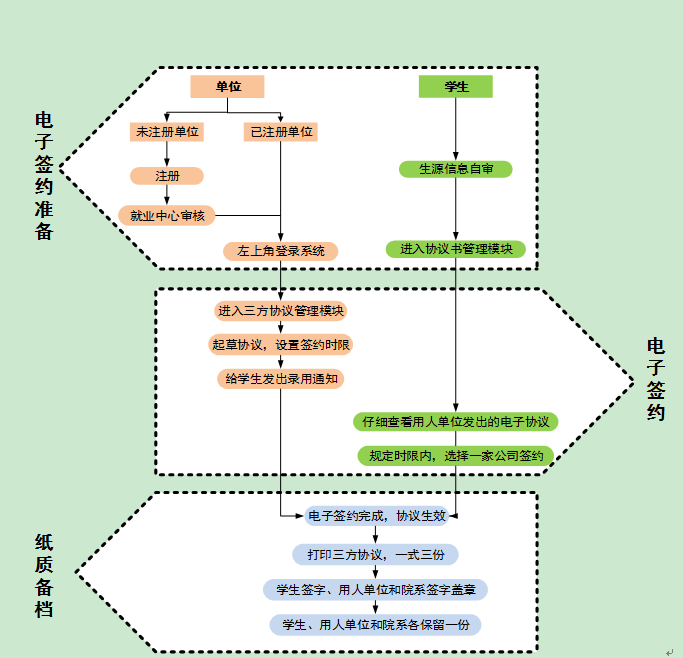 电子签约准备
单位
学生
未注册单位
已注册单位
注册
生源信息自审
就业中心审核
左上角登录系统
进入协议书管理模块
进入三方协议管理模块
起草协议，设置签约时限
给学生发出录用通知
电子签约
仔细查看用人单位发出的电子协议
规定时限内，选择一家公司签约
纸质备档
电子签约完成，协议生效
打印三方协议，一式三份
学生签字、用人单位和院系签字盖章
学生、用人单位和院系各保留一份